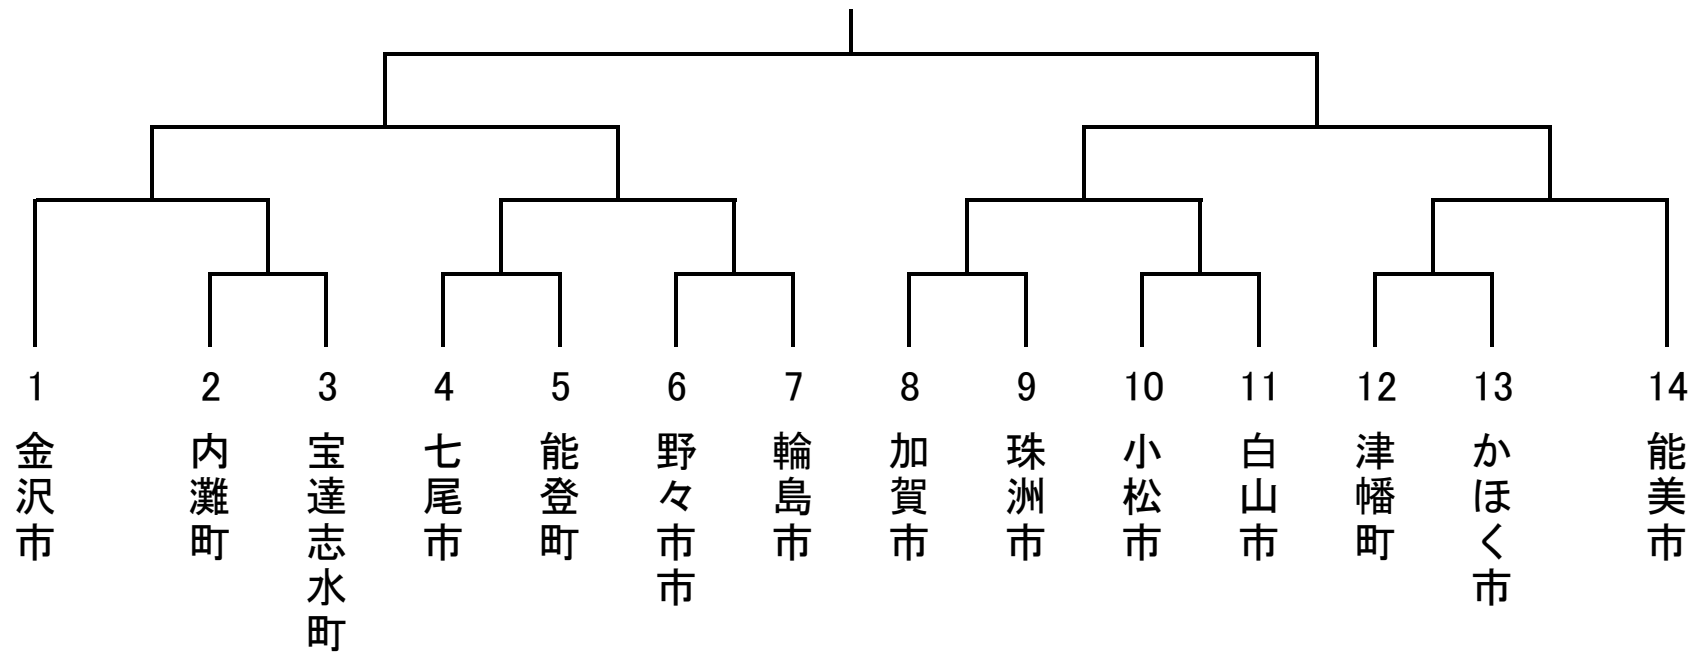 1
金沢市
2
内灘町
3
宝達志水町
4
七尾市
5
能登町
6
野々市市
7
輪島市
8
加賀市
9
珠洲市
10
小松市
11
白山市
12
津幡町
13
かほく市
14
能美市